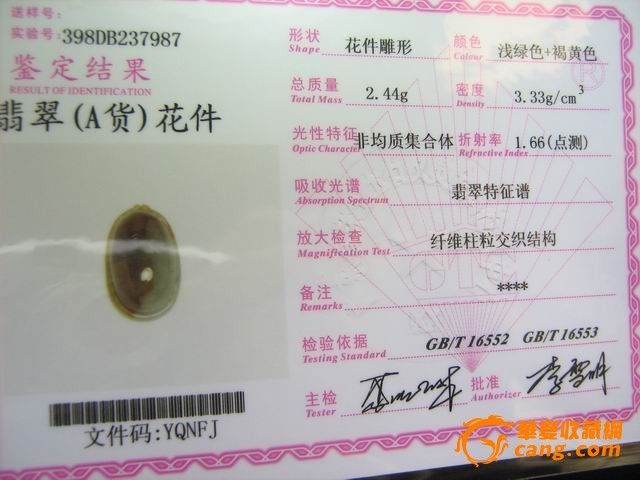 送样号:
实验号: 398DB237987
鉴定结果
RESULT OF IDENTIFICATION
翡翠(A货)花件
文件码:YQNFJ
形状 花件雕形 颜色 浅绿色+褐黄色
Shape Colour
总质量 2.44g 密度 3.33g/cm³
Total Mass Density
光性特征 非均质集合体 折射率 1.66(点测)
Optic Character Refractive Index
吸收光谱 翡翠特征谱
Absorption Spectrum
放大检查 纤维柱粒交织结构
Magnification Test
备注 ****
Remarks
检验依据 GB/T 16552 GB/T 16553
Testing Standard
主检 批准 李雪明
Tester Authorizer
華豐收藏網
cang.com